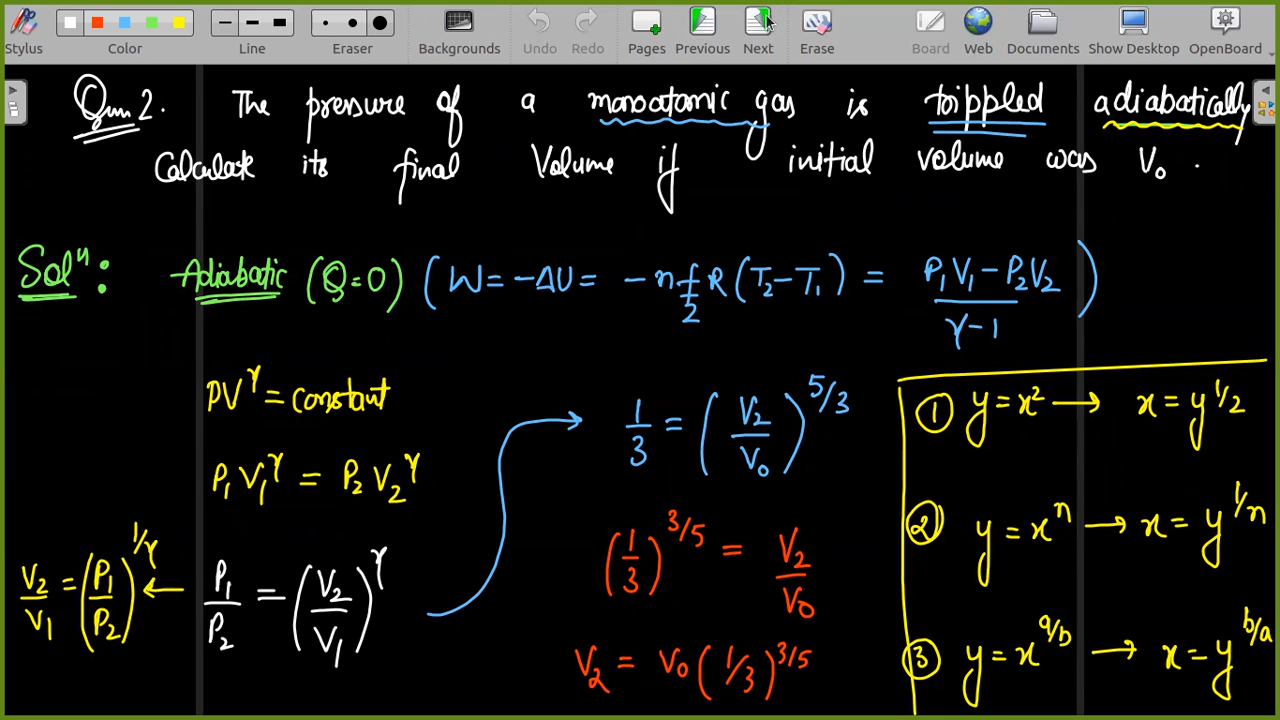 Stylus Color Line Eraser Backgrounds Undo Redo Pages Previous Next Erase Board Web Documents Show Desktop OpenBoard
Qun 2. The pressure of a monoatomic gas is trippled adiabatically
Calculate its final Volume if initial volume was V₀.
Solⁿ: Adiabatic (Q=0) (W = -ΔU = -n f/2 R (T₂-T₁) = (P₁V₁-P₂V₂)/(γ-1))
PV^γ = constant
P₁V₁^γ = P₂V₂^γ
P₁/P₂ = (V₂/V₁)^γ
V₂/V₁ = (P₁/P₂)^1/γ ←
1/3 = (V₂/V₀)^5/3
(1/3)^3/5 = V₂/V₀
V₂ = V₀(1/3)^3/5
① y=x² → x=y^1/2
② y=x^n → x=y^1/n
③ y=x^a/b → x=y^b/a